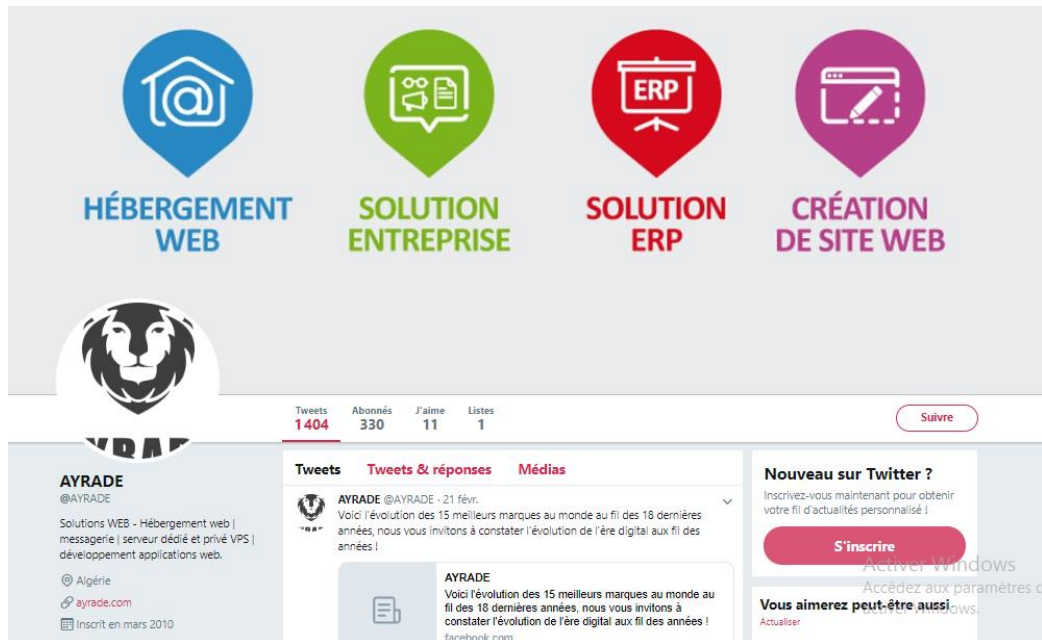 @
ERP
HÉBERGEMENT
WEB
SOLUTION
ENTREPRISE
SOLUTION
ERP
CRÉATION
DE SITE WEB
AYRADE
Tweets
1 404
Abonnés
330
J'aime
11
Listes
1
Suivre
AYRADE
@AYRADE
Solutions WEB - Hébergement web |
messagerie | serveur dédié et privé VPS |
développement applications web.
Algérie
ayrade.com
Inscrit en mars 2010
Tweets Tweets & réponses Médias
AYRADE @AYRADE · 21 févr.
Voici l'évolution des 15 meilleurs marques au monde au fil des 18 dernières
années, nous vous invitons à constater l'évolution de l'ère digital aux fil des
années !
AYRADE
Voici l'évolution des 15 meilleurs marques au monde au
fil des 18 dernières années, nous vous invitons à
constater l'évolution de l'ère digital aux fil des années !
facebook.com
Nouveau sur Twitter ?
Inscrivez-vous maintenant pour obtenir
votre fil d'actualités personnalisé !
S'inscrire
Vous aimerez peut-être aussi
Actualiser
Activer Windows
Accédez aux paramètres
activer Windows.